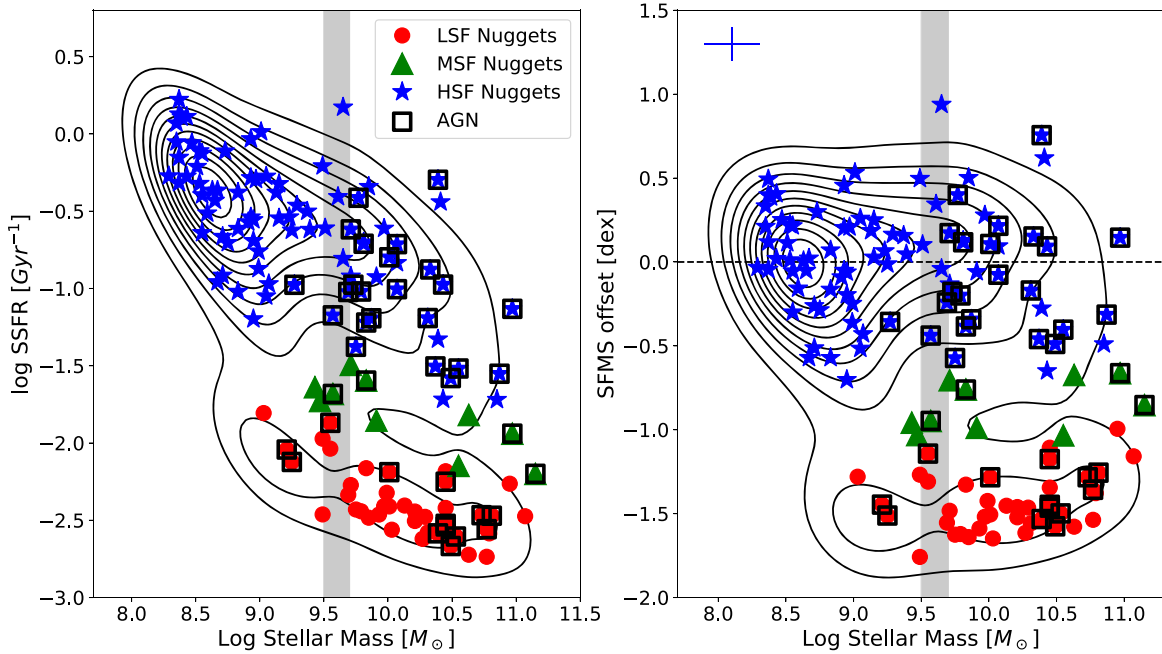 log SSFR [Gyr⁻¹]
0.5
0.0
−0.5
−1.0
−1.5
−2.0
−2.5
−3.0
8.0 8.5 9.0 9.5 10.0 10.5 11.0 11.5
Log Stellar Mass [M⊙]
LSF Nuggets
MSF Nuggets
HSF Nuggets
AGN
SFMS offset [dex]
1.5
1.0
0.5
0.0
−0.5
−1.0
−1.5
−2.0
8.0 8.5 9.0 9.5 10.0 10.5 11.0
Log Stellar Mass [M⊙]